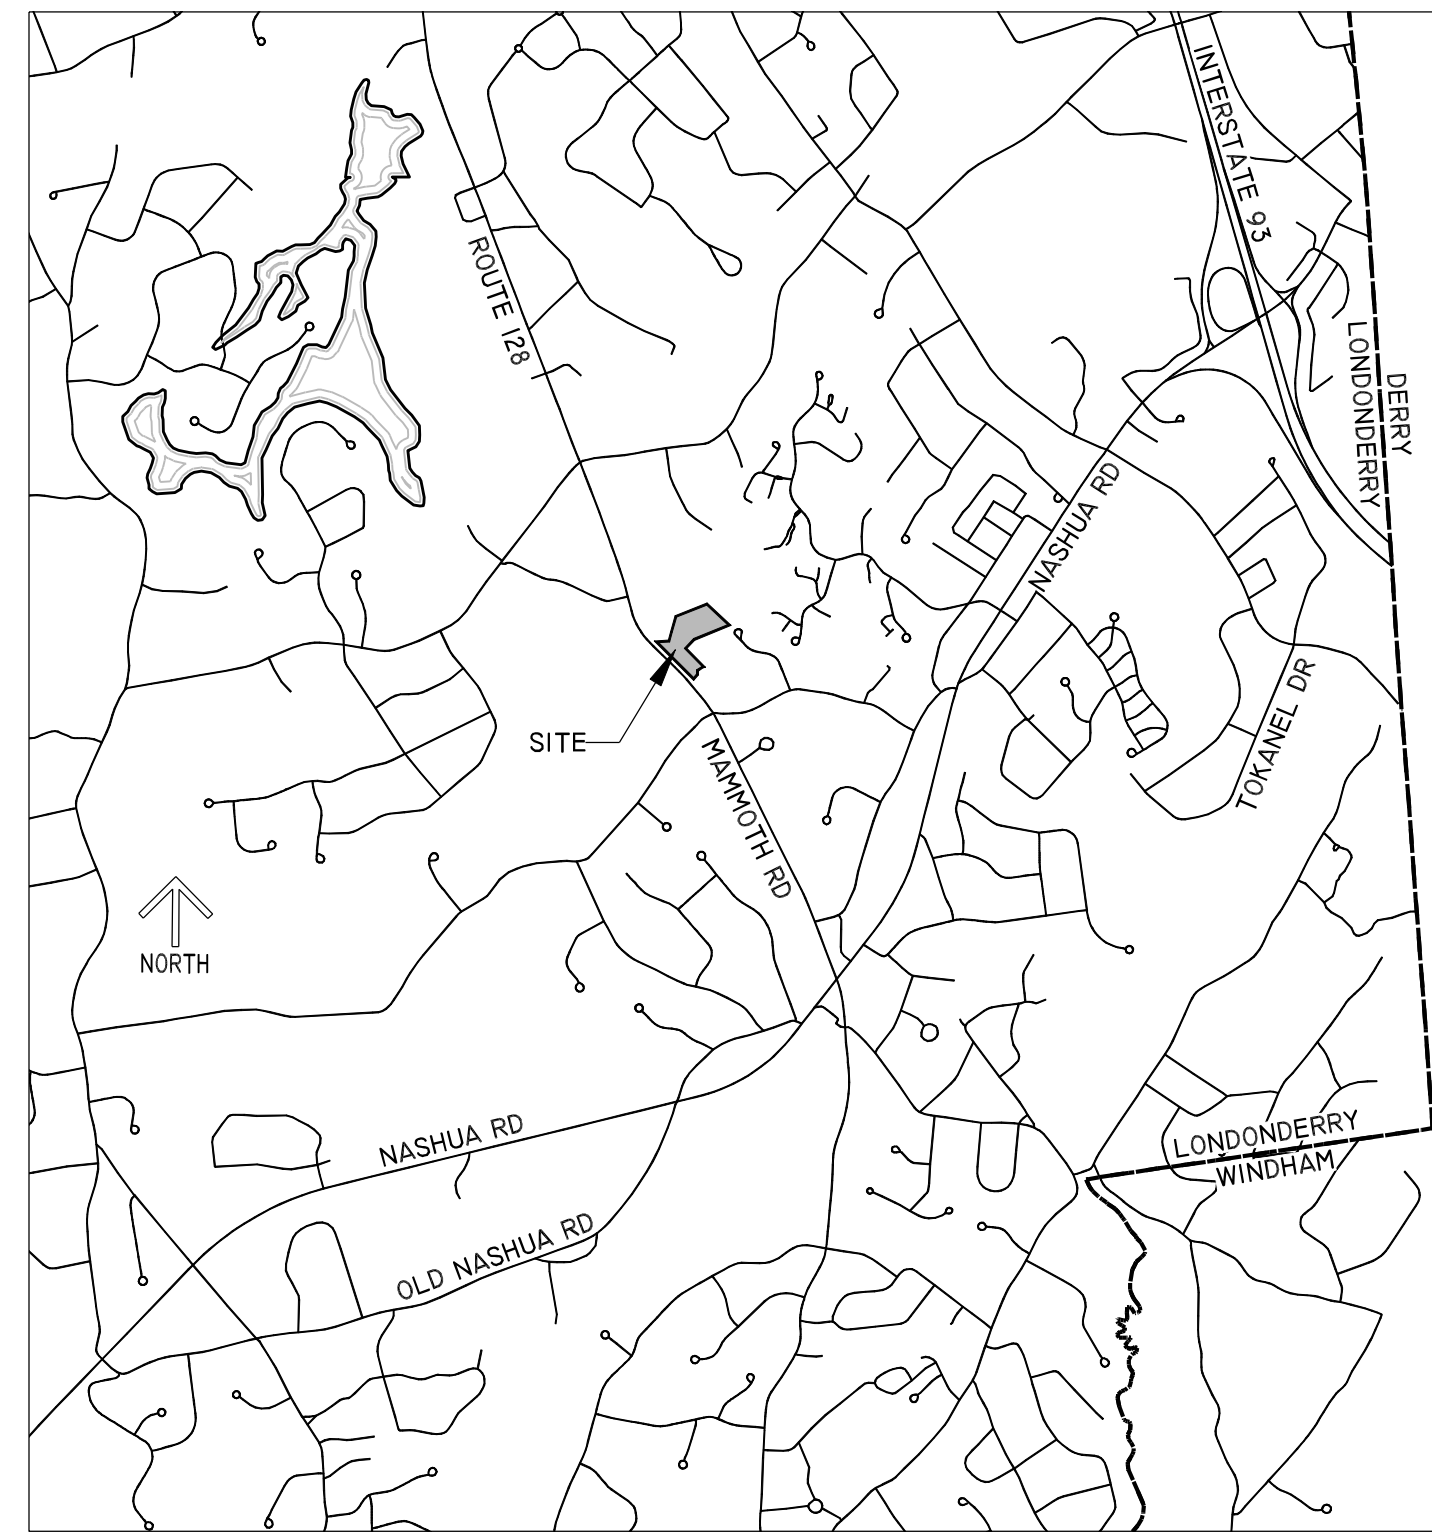 INTERSTATE 93
ROUTE 128
DERRY
LONDONDERRY
NASHUA RD
SITE
TOKANEL DR
MAMMOTH RD
NORTH
NASHUA RD
LONDONDERRY
WINDHAM
OLD NASHUA RD